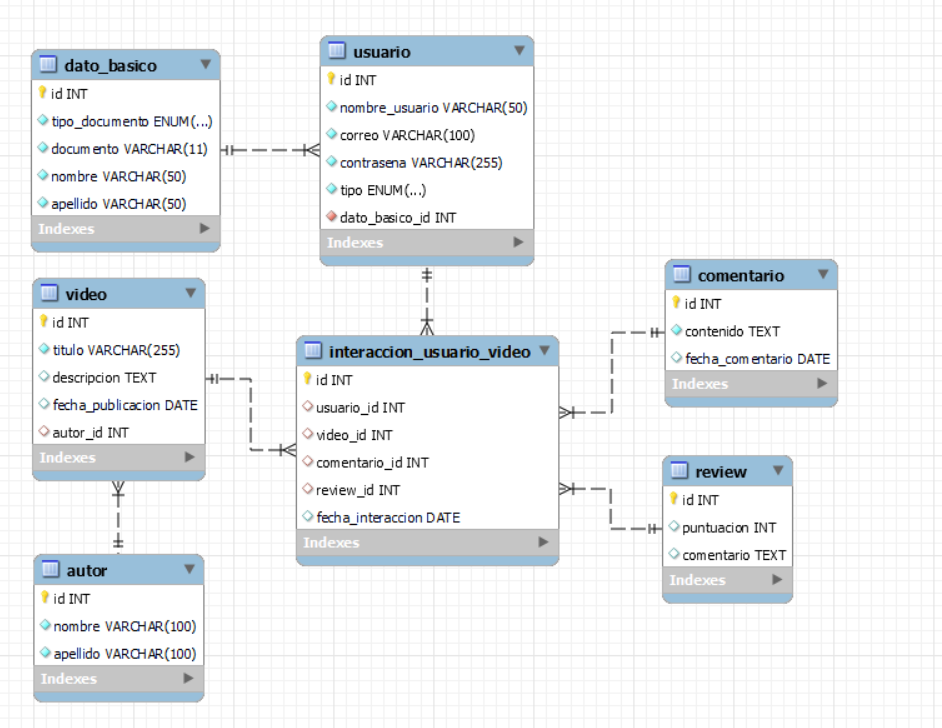 dato_basico
id INT
tipo_documento ENUM(...)
documento VARCHAR(11)
nombre VARCHAR(50)
apellido VARCHAR(50)
Indexes
usuario
id INT
nombre_usuario VARCHAR(50)
correo VARCHAR(100)
contrasena VARCHAR(255)
tipo ENUM(...)
dato_basico_id INT
Indexes
video
id INT
titulo VARCHAR(255)
descripcion TEXT
fecha_publicacion DATE
autor_id INT
Indexes
interaccion_usuario_video
id INT
usuario_id INT
video_id INT
comentario_id INT
review_id INT
fecha_interaccion DATE
Indexes
comentario
id INT
contenido TEXT
fecha_comentario DATE
Indexes
review
id INT
puntuacion INT
comentario TEXT
Indexes
autor
id INT
nombre VARCHAR(100)
apellido VARCHAR(100)
Indexes